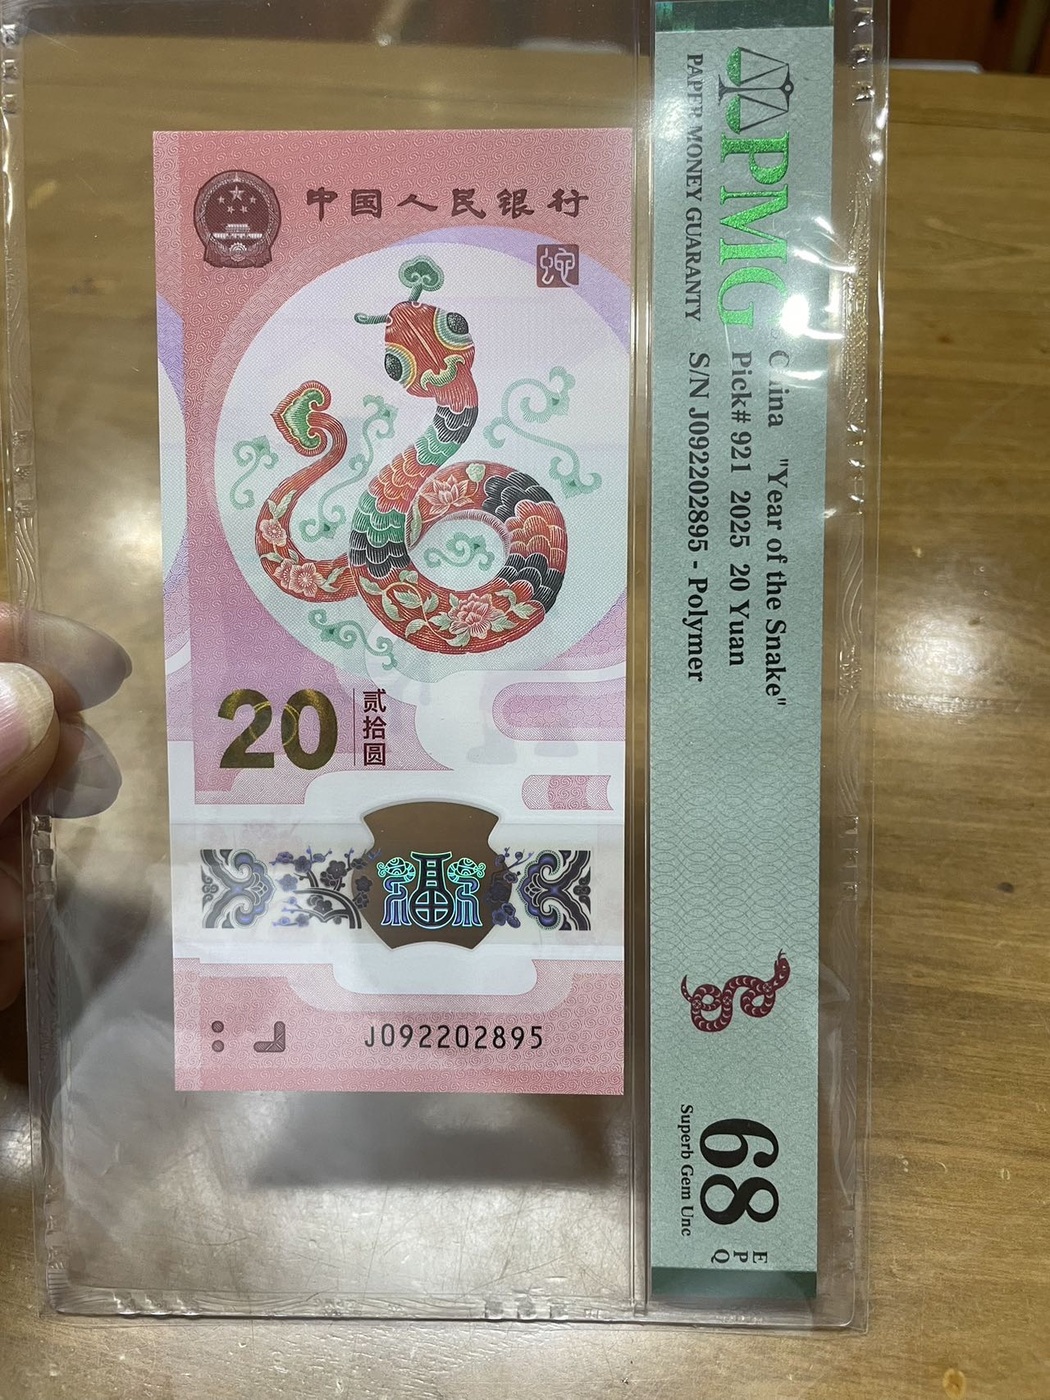 中国人民银行
蛇
20
贰拾圆
福
J092202895
PMG
PAPER MONEY GUARANTY
China "Year of the Snake"
Pick# 921 2025 20 Yuan
S/N J092202895 - Polymer
68
EPQ
Superb Gem Unc